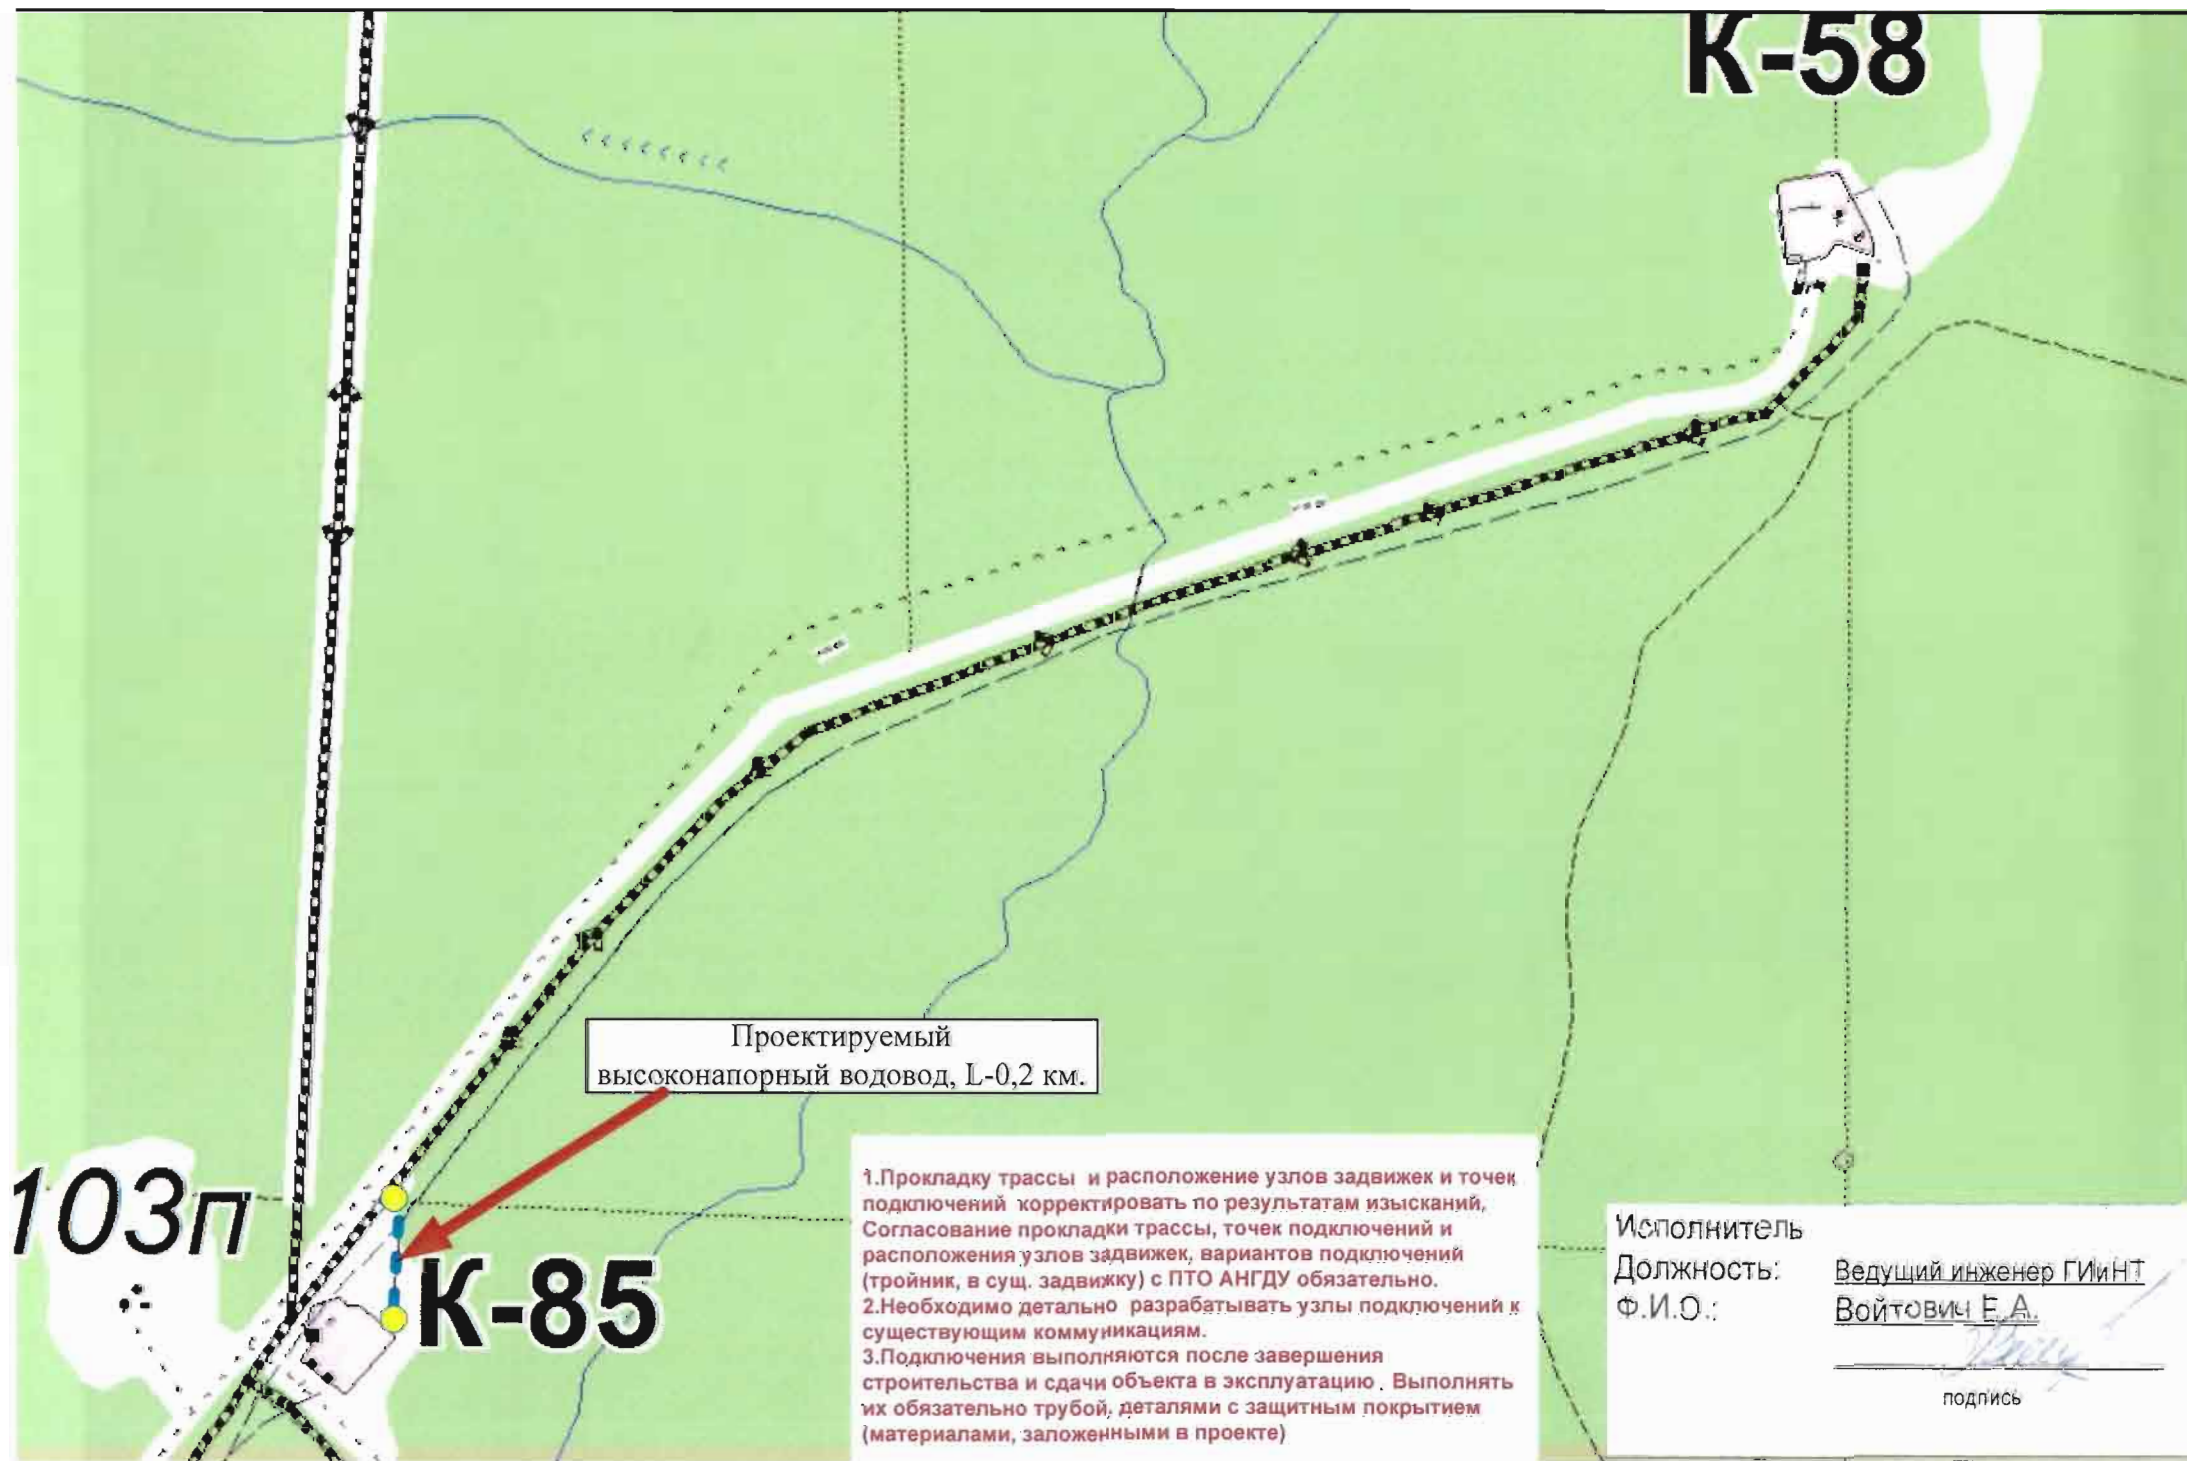 К-58
Проектируемый
высоконапорный водовод, L-0,2 км.
103п
К-85
1.Прокладку трассы и расположение узлов задвижек и точек
подключений корректировать по результатам изысканий,
Согласование прокладки трассы, точек подключений и
расположения узлов задвижек, вариантов подключений
(тройник, в сущ. задвижку) с ПТО АНГДУ обязательно.
2.Необходимо детально разрабатывать узлы подключений к
существующим коммуникациям.
3.Подключения выполняются после завершения
строительства и сдачи объекта в эксплуатацию. Выполнять
их обязательно трубой, деталями с защитным покрытием
(материалами, заложенными в проекте)
Исполнитель
Должность: Ведущий инженер ГИиНТ
Ф.И.О.: Войтович Е.А.
подпись